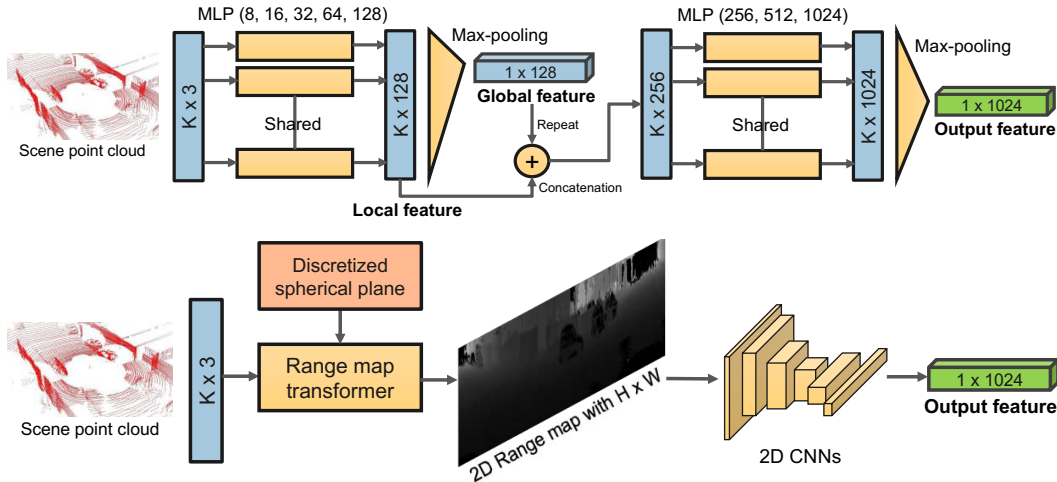 MLP (8, 16, 32, 64, 128)
MLP (256, 512, 1024)
Max-pooling
Max-pooling
K x 3
Shared
K x 128
1 x 128
Global feature
Repeat
+
Concatenation
Local feature
K x 256
Shared
K x 1024
1 x 1024
Output feature
Scene point cloud
Discretized
spherical plane
K x 3
Range map
transformer
2D Range map with H x W
2D CNNs
1 x 1024
Output feature
Scene point cloud